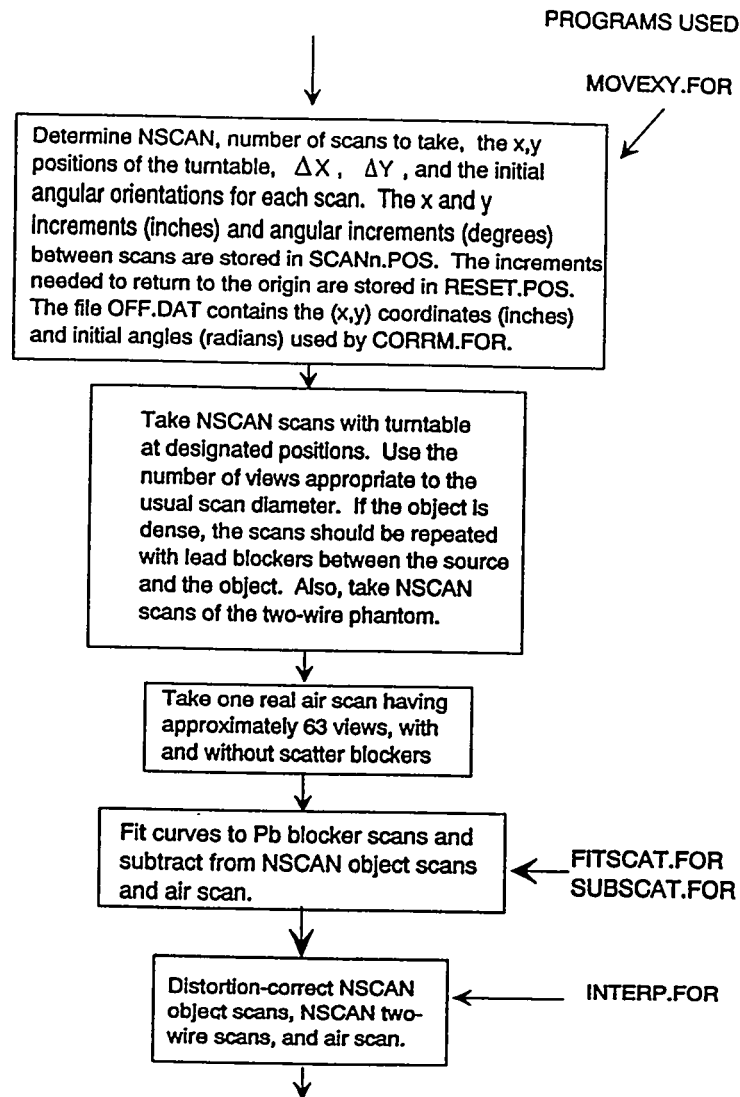 PROGRAMS USED
MOVEXY.FOR
Determine NSCAN, number of scans to take, the x,y
positions of the turntable, ΔX , ΔY , and the initial
angular orientations for each scan. The x and y
increments (inches) and angular increments (degrees)
between scans are stored in SCANn.POS. The increments
needed to return to the origin are stored in RESET.POS.
The file OFF.DAT contains the (x,y) coordinates (inches)
and initial angles (radians) used by CORRM.FOR.
Take NSCAN scans with turntable
at designated positions. Use the
number of views appropriate to the
usual scan diameter. If the object is
dense, the scans should be repeated
with lead blockers between the source
and the object. Also, take NSCAN
scans of the two-wire phantom.
Take one real air scan having
approximately 63 views, with
and without scatter blockers
Fit curves to Pb blocker scans and
subtract from NSCAN object scans
and air scan.
FITSCAT.FOR
SUBSCAT.FOR
Distortion-correct NSCAN
object scans, NSCAN two-
wire scans, and air scan.
INTERP.FOR